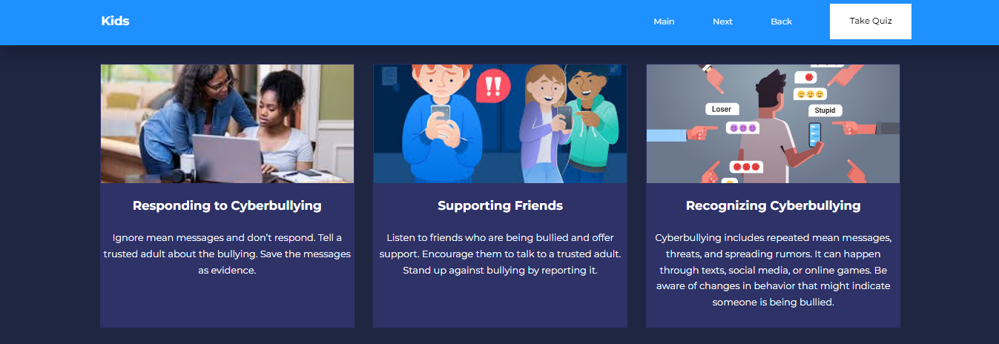 Kids
Main
Next
Back
Take Quiz
!!
Loser
Stupid
Responding to Cyberbullying
Ignore mean messages and don’t respond. Tell a
trusted adult about the bullying. Save the messages
as evidence.
Supporting Friends
Listen to friends who are being bullied and offer
support. Encourage them to talk to a trusted adult.
Stand up against bullying by reporting it.
Recognizing Cyberbullying
Cyberbullying includes repeated mean messages,
threats, and spreading rumors. It can happen
through texts, social media, or online games. Be
aware of changes in behavior that might indicate
someone is being bullied.